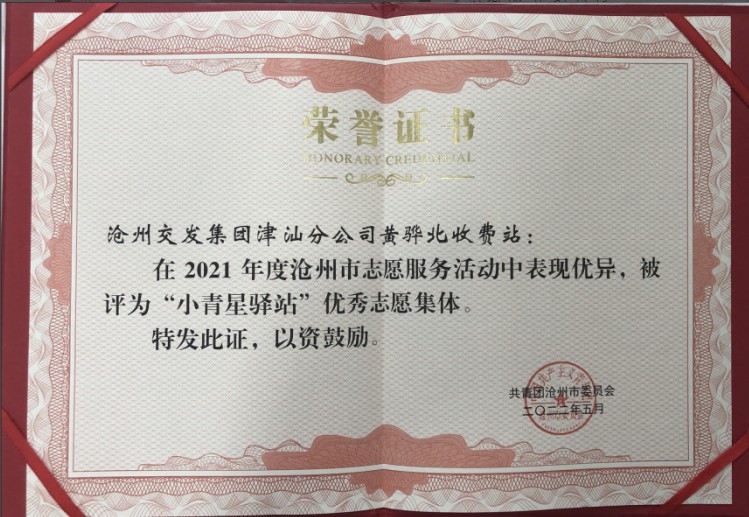 荣誉证书
HONORARY CREDENTIAL
沧州交发集团津汕分公司黄骅北收费站：
在 2021 年度沧州市志愿服务活动中表现优异，被
评为“小青星驿站”优秀志愿集体。
特发此证，以资鼓励。
共青团沧州市委员会
二〇二二年五月